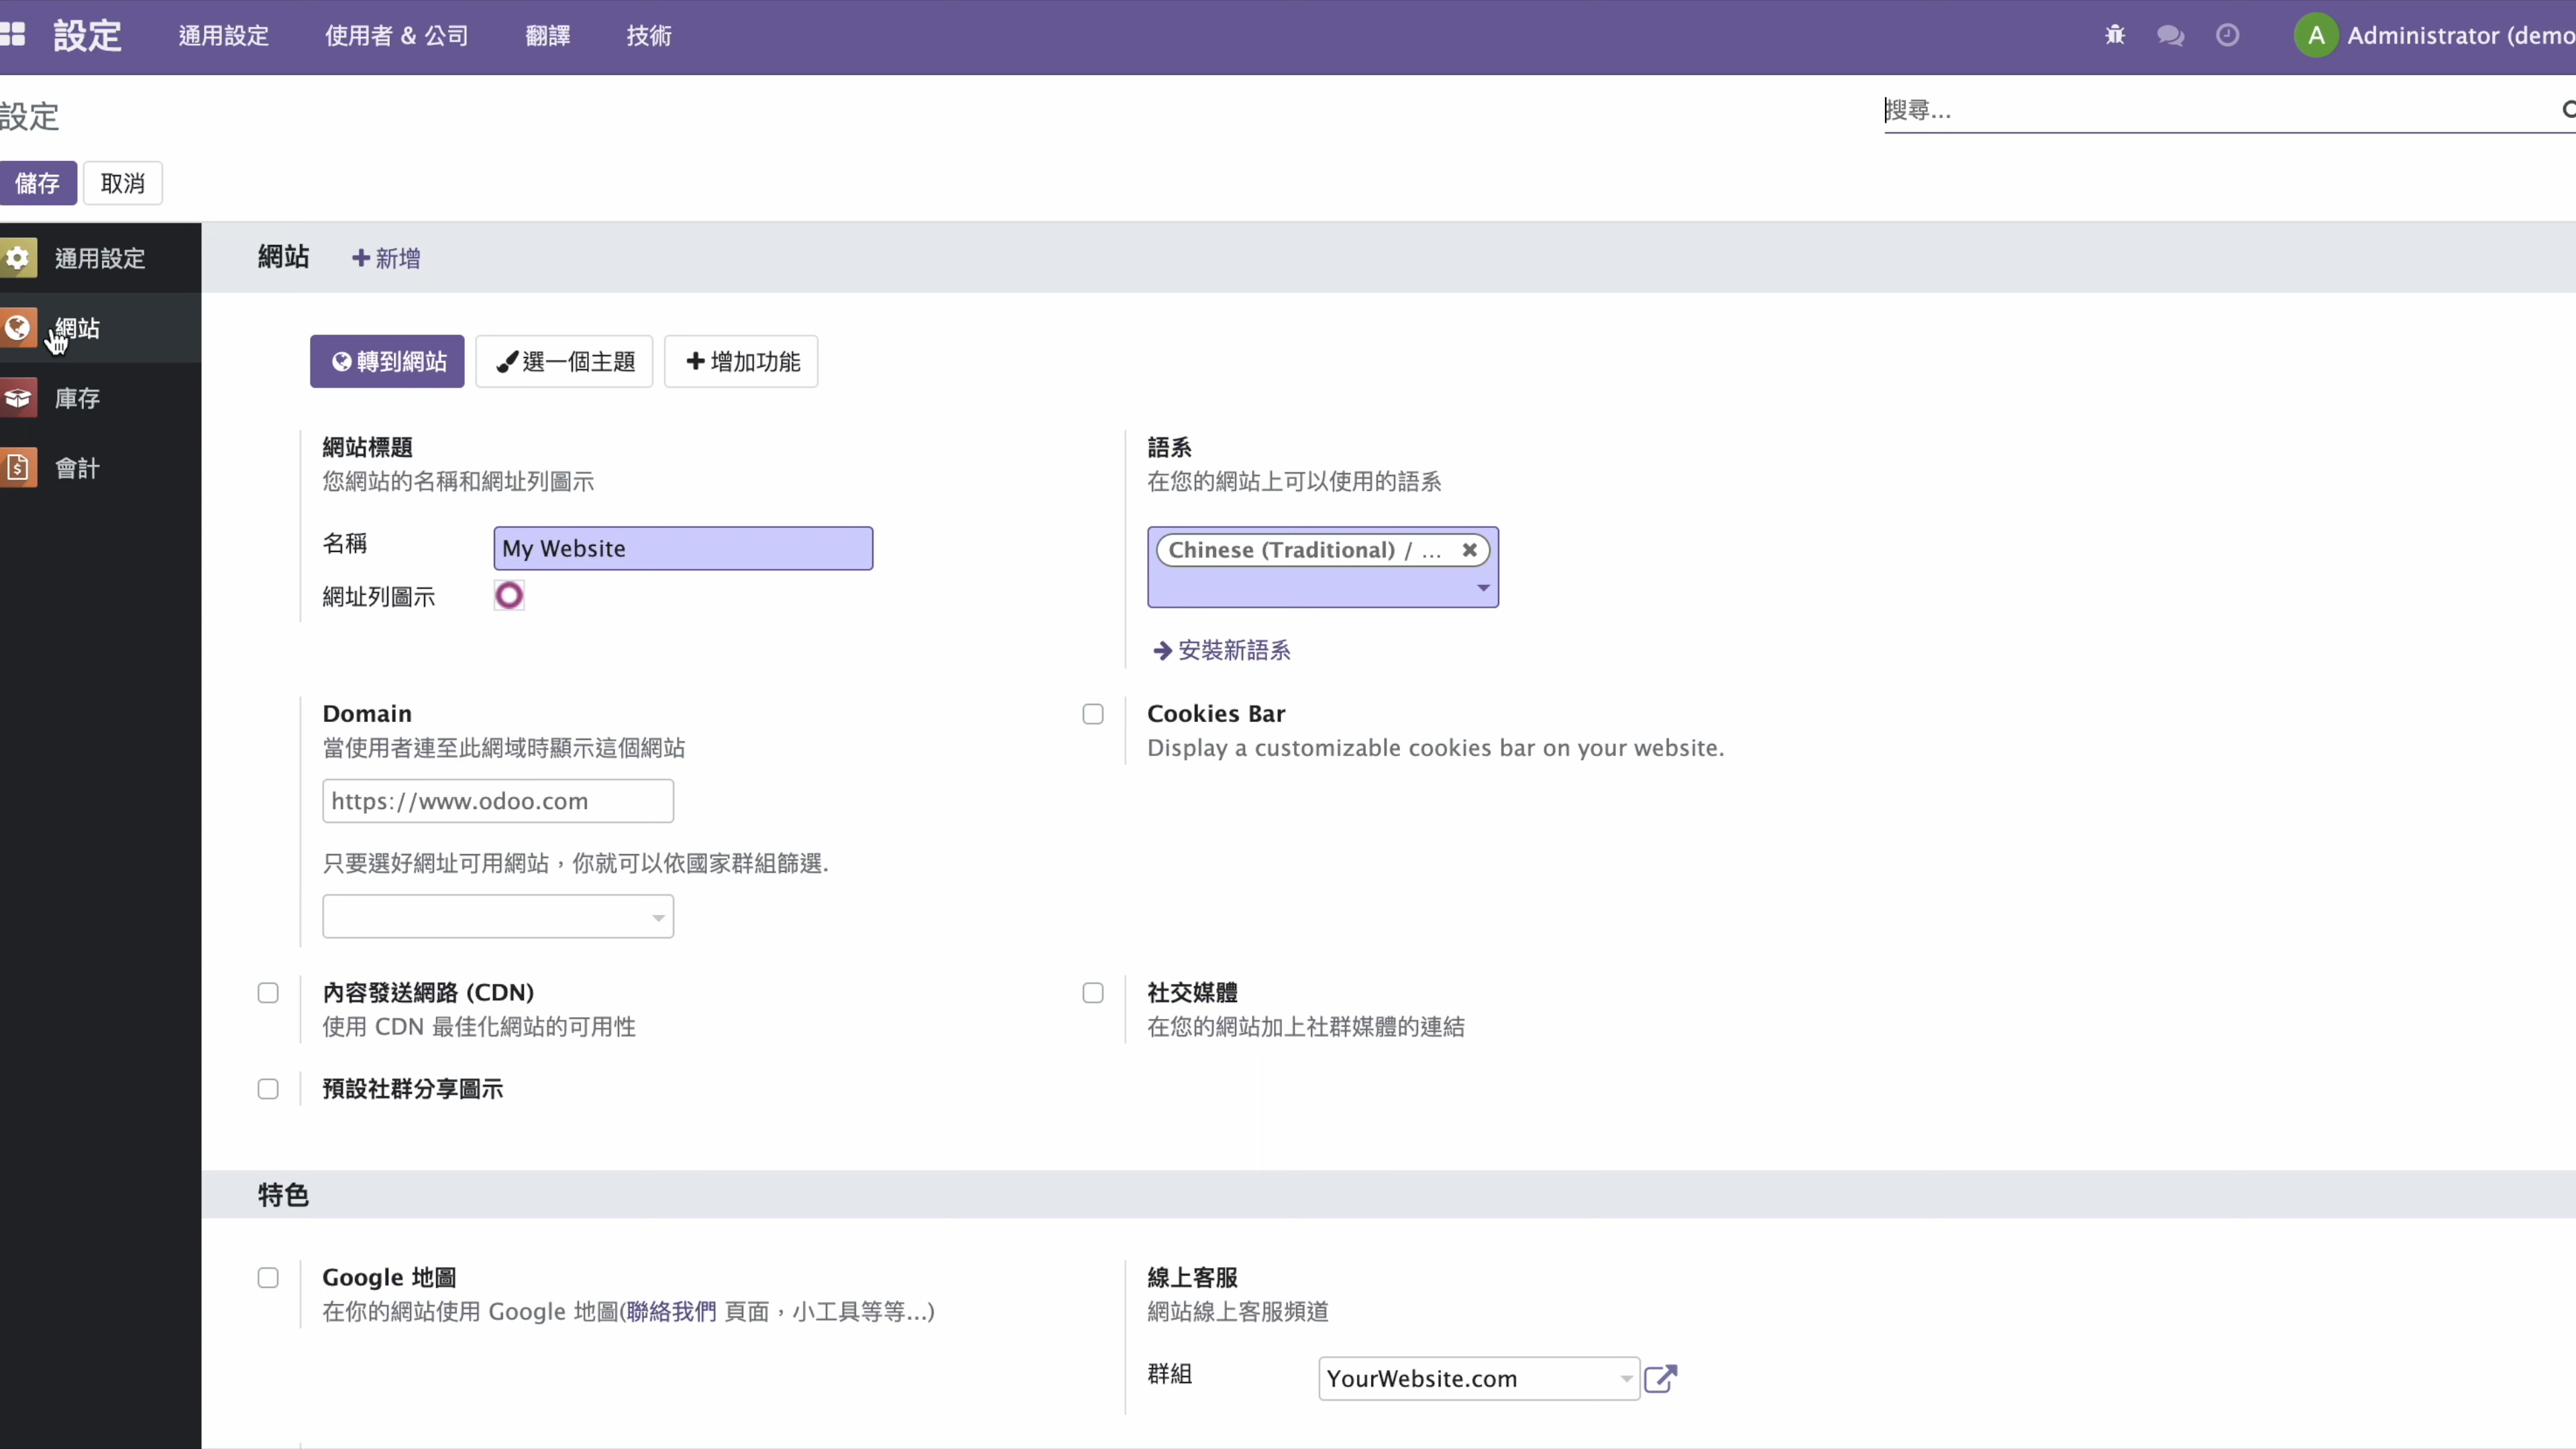 設定 通用設定 使用者 & 公司 翻譯 技術 A Administrator (demo
設定
搜尋...
儲存 取消
通用設定
網站
庫存
會計
網站 新增
轉到網站 選一個主題 增加功能
網站標題
您網站的名稱和網址列圖示
名稱 My Website
網址列圖示
語系
在您的網站上可以使用的語系
Chinese (Traditional) / ...
安裝新語系
Domain
當使用者連至此網域時顯示這個網站
https://www.odoo.com
只要選好網址可用網站，你就可以依國家群組篩選.
Cookies Bar
Display a customizable cookies bar on your website.
內容發送網路 (CDN)
使用 CDN 最佳化網站的可用性
社交媒體
在您的網站加上社群媒體的連結
預設社群分享圖示
特色
Google 地圖
在你的網站使用 Google 地圖(聯絡我們 頁面，小工具等等...)
線上客服
網站線上客服頻道
群組 YourWebsite.com